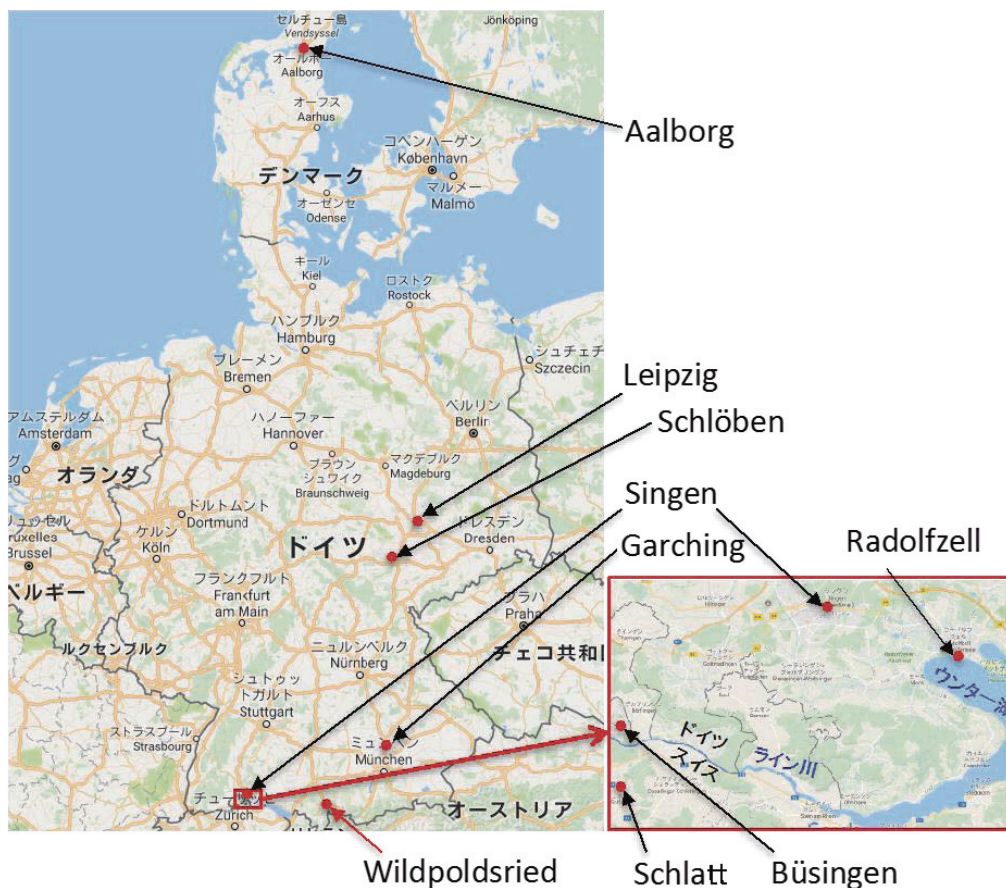 セルチュー島
Vendsyssel
Jönköping
オールボー
Aalborg
Aalborg
オーフス
Aarhus
コペンハーゲン
København
デンマーク
マルメー
Malmö
オーゼンセ
Odense
キール
Kiel
ロストク
Rostock
ハンブルク
Hamburg
シュチェチ
Szczecin
ブレーメン
Bremen
Leipzig
アムステルダム
Amsterdam
ハノーファー
Hannover
ベルリン
Berlin
Schlöben
オランダ
ブラウン
シュワイク
Braunschweig
マクデブルク
Magdeburg
Singen
ドルトムント
Dortmund
ケルン
Köln
ドイツ
ドレスデン
Dresden
Garching
Radolfzell
Brussel
ベルギー
フランクフルト
Frankfurt
am Main
プラハ
Praha
ルクセンブルク
ニュルンベルク
Nürnberg
チェコ共和
シュトゥッ
トガルト
Stuttgart
ストラスブール
Strasbourg
ウンター
ドイツ
スイス
ライン川
München
Zürich
オーストリア
Wildpoldsried
Schlatt
Büsingen